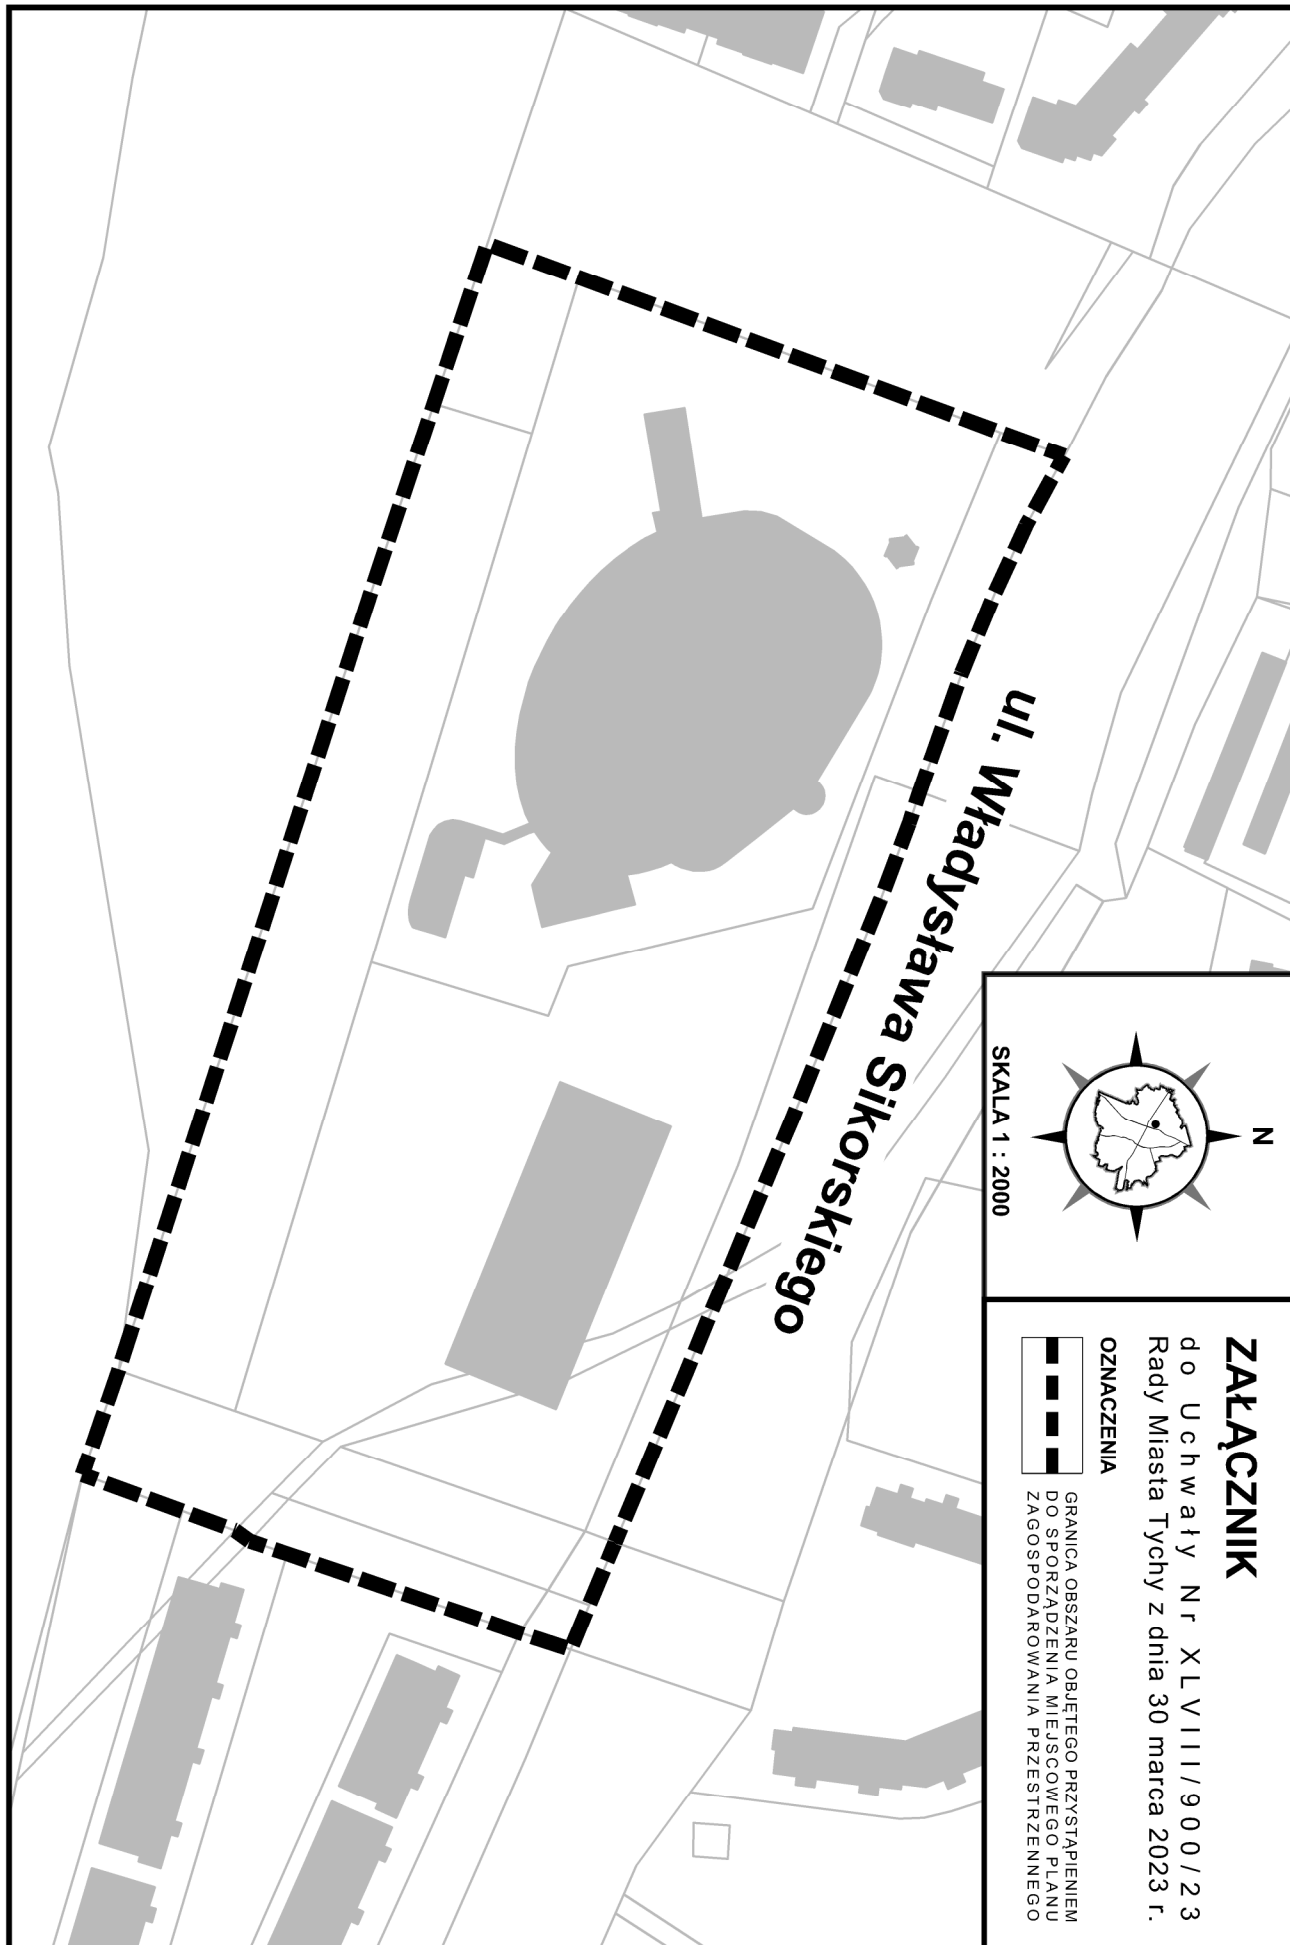 ul. Władysława Sikorskiego
N
SKALA 1 : 2000
ZAŁĄCZNIK
do Uchwały Nr XLVIII/900/23
Rady Miasta Tychy z dnia 30 marca 2023 r.
OZNACZENIA
GRANICA OBSZARU OBJĘTEGO PRZYSTĄPIENIEM
DO SPORZĄDZENIA MIEJSCOWEGO PLANU
ZAGOSPODAROWANIA PRZESTRZENNEGO